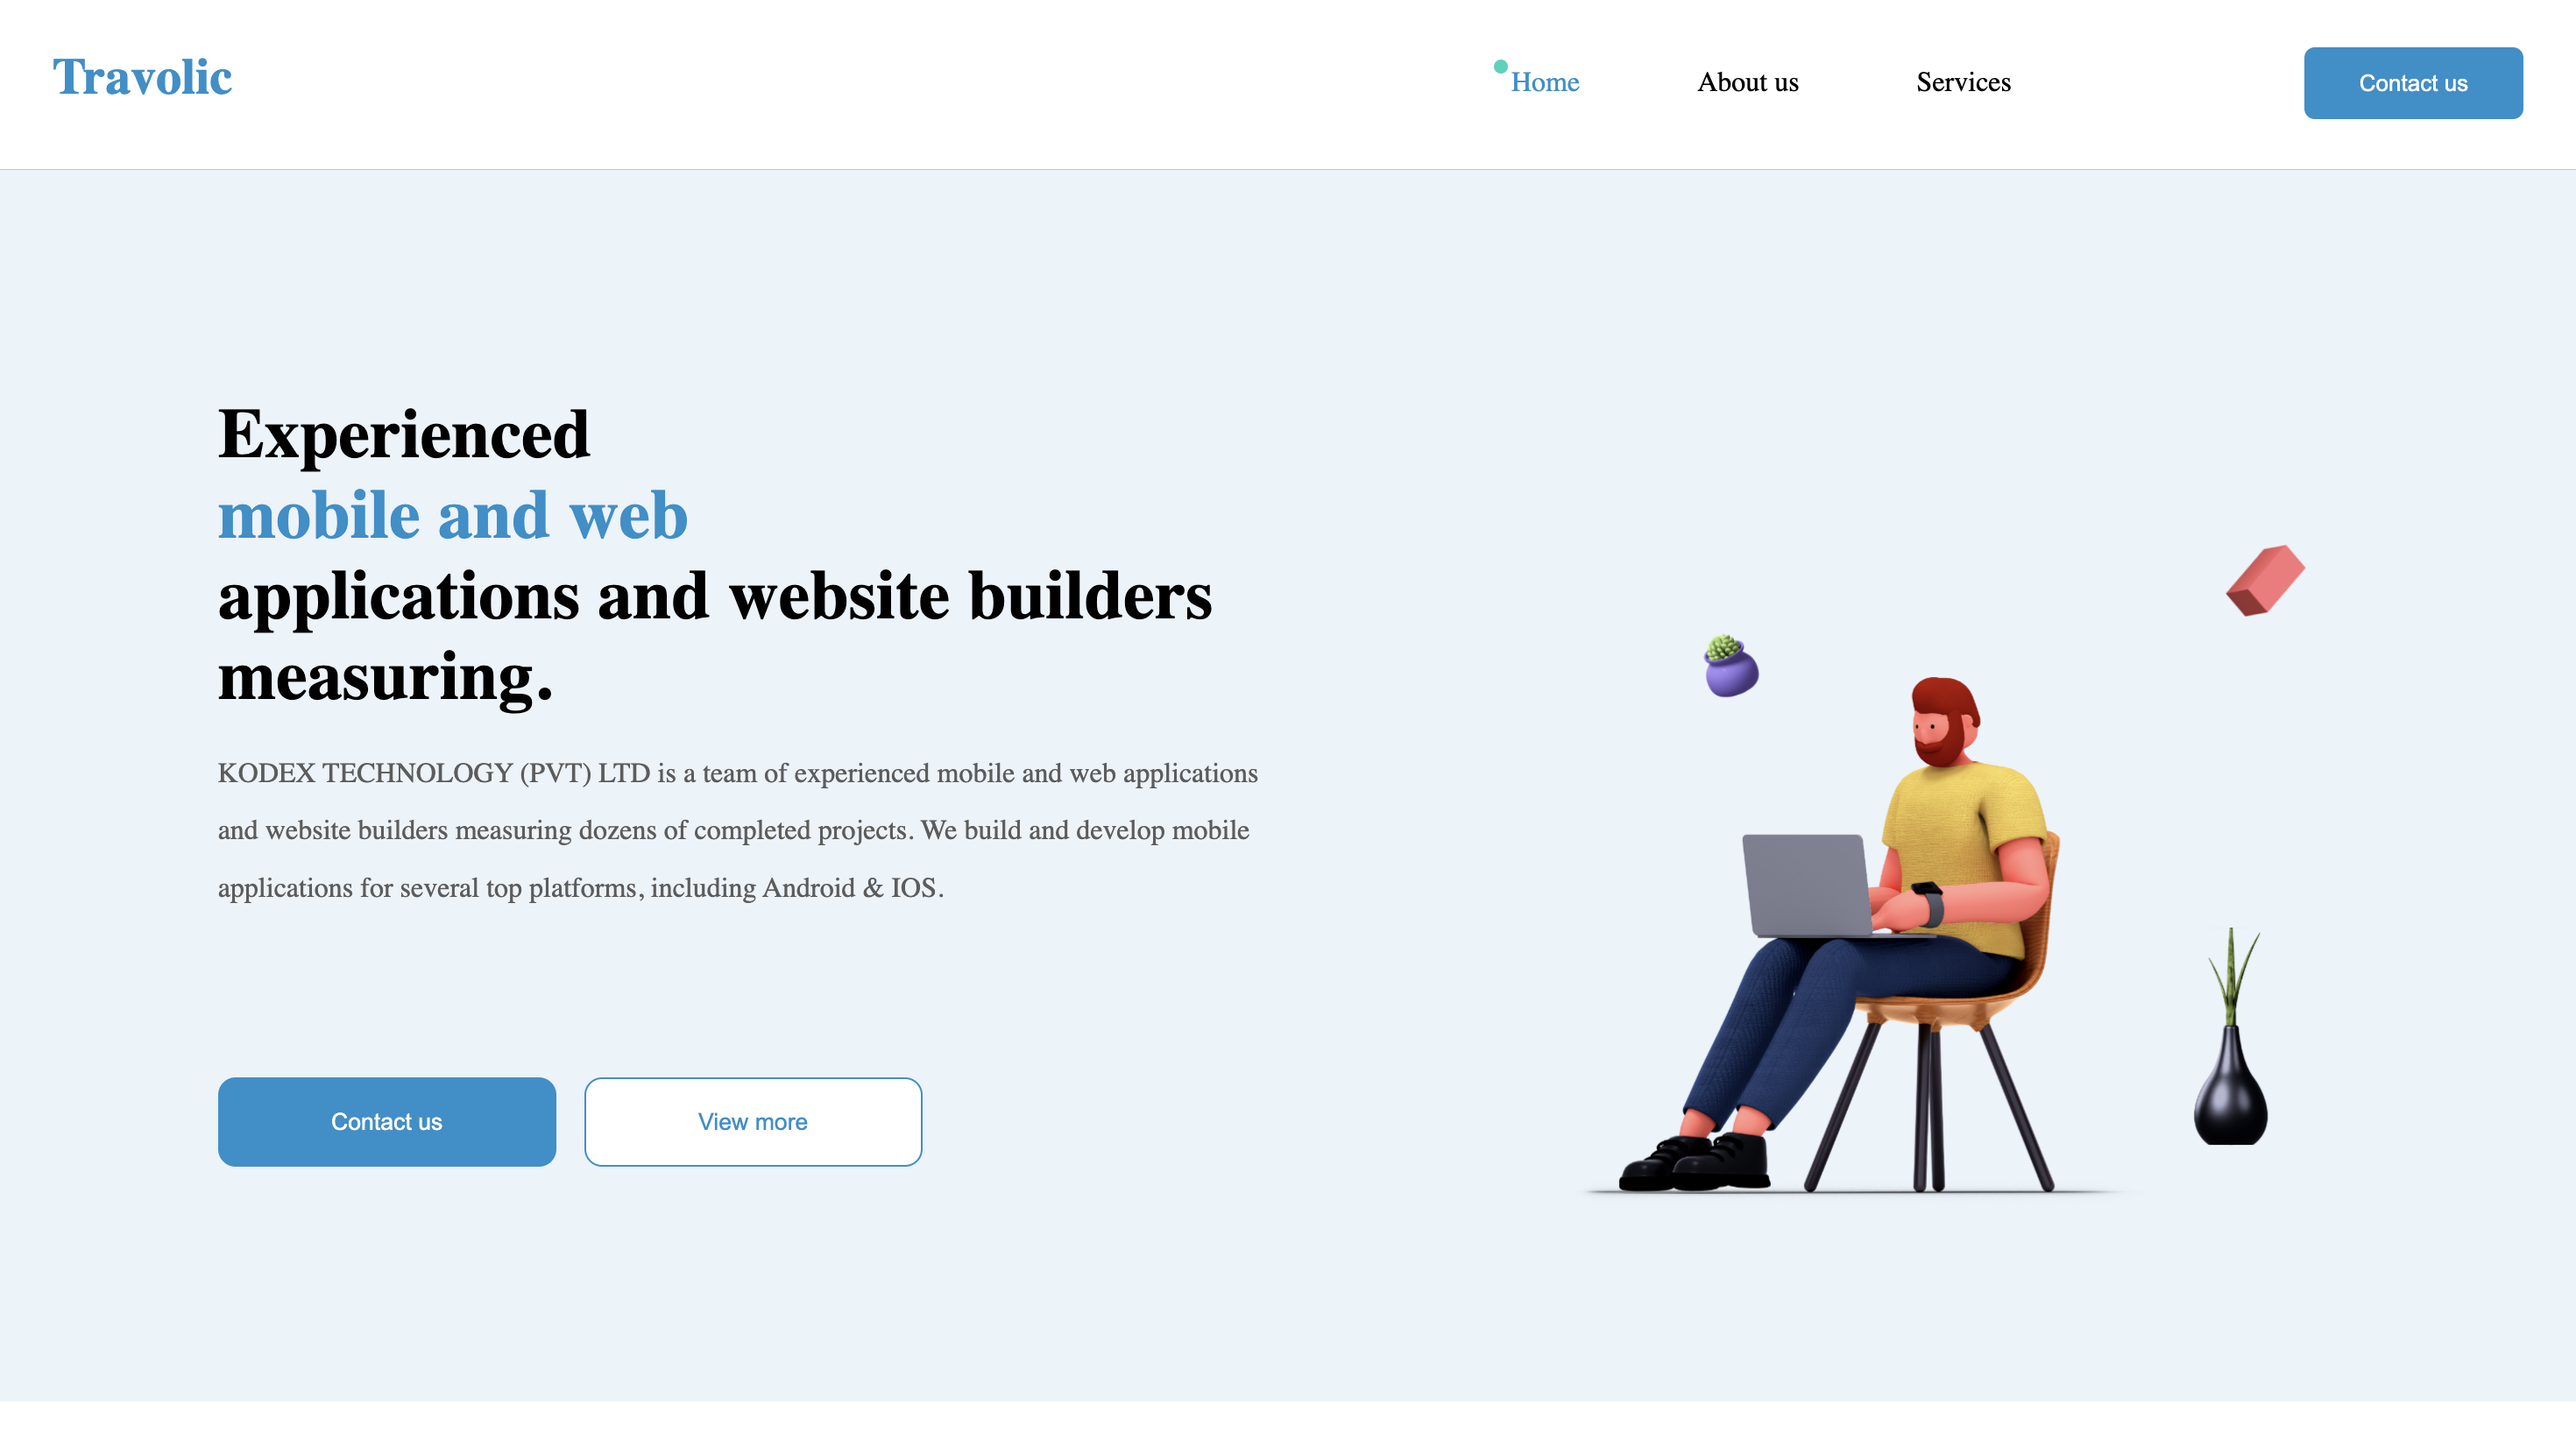 Travolic
Home
About us
Services
Contact us
Experienced
mobile and web
applications and website builders
measuring.
KODEX TECHNOLOGY (PVT) LTD is a team of experienced mobile and web applications
and website builders measuring dozens of completed projects. We build and develop mobile
applications for several top platforms, including Android & IOS.
Contact us
View more